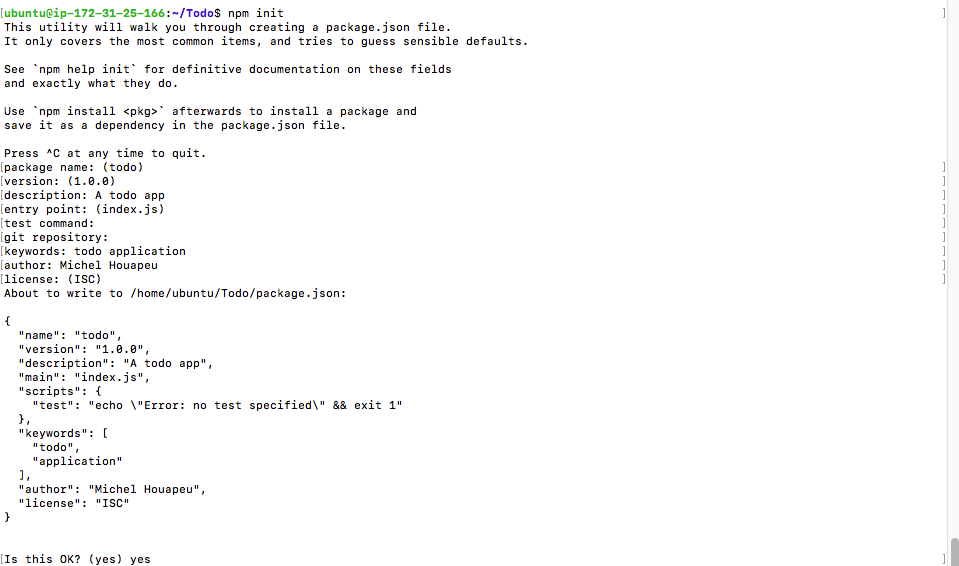 [ubuntu@ip-172-31-25-166:~/Todo$ npm init ]
This utility will walk you through creating a package.json file.
It only covers the most common items, and tries to guess sensible defaults.
See `npm help init` for definitive documentation on these fields
and exactly what they do.
Use `npm install <pkg>` afterwards to install a package and
save it as a dependency in the package.json file.
Press ^C at any time to quit.
[package name: (todo) ]
[version: (1.0.0) ]
[description: A todo app ]
[entry point: (index.js) ]
[test command: ]
[git repository: ]
[keywords: todo application ]
[author: Michel Houapeu ]
[license: (ISC) ]
About to write to /home/ubuntu/Todo/package.json:
{
  "name": "todo",
  "version": "1.0.0",
  "description": "A todo app",
  "main": "index.js",
  "scripts": {
    "test": "echo \"Error: no test specified\" && exit 1"
  },
  "keywords": [
    "todo",
    "application"
  ],
  "author": "Michel Houapeu",
  "license": "ISC"
}
[Is this OK? (yes) yes ]